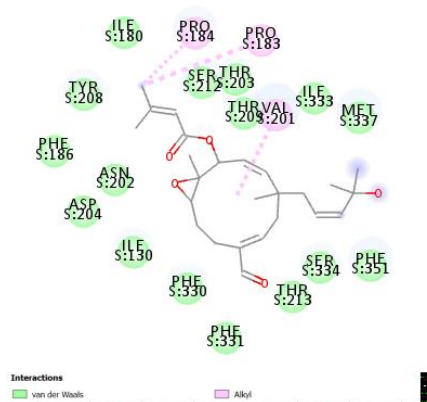 ILE
S:180
PRO
S:184
PRO
S:183
TYR
S:208
SER
S:212
THR
S:203
THR
S:209
VAL
S:201
ILE
S:333
MET
S:337
PHE
S:186
ASN
S:202
ASP
S:204
O
O
O
O
O
ILE
S:130
PHE
S:330
PHE
S:331
THR
S:213
SER
S:334
PHE
S:351
Interactions
van der Waals
Alkyl